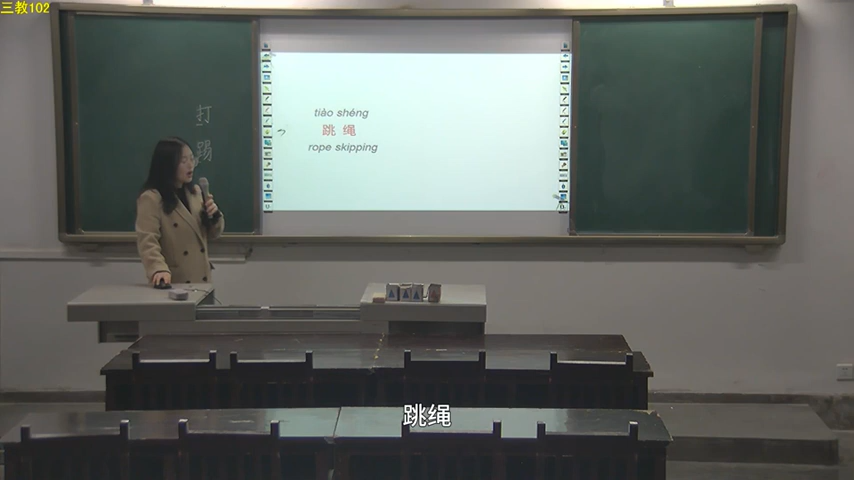 三教102
打
踢
tiào shéng
跳 绳
rope skipping
跳绳